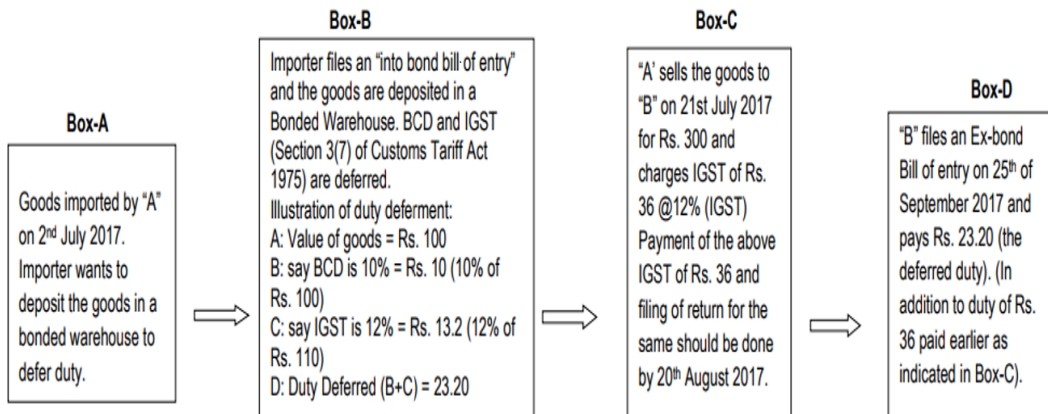 Box-A
Goods imported by “A”
on 2nd July 2017.
Importer wants to
deposit the goods in a
bonded warehouse to
defer duty.
Box-B
Importer files an “into bond bill of entry”
and the goods are deposited in a
Bonded Warehouse. BCD and IGST
(Section 3(7) of Customs Tariff Act
1975) are deferred.
Illustration of duty deferment:
A: Value of goods = Rs. 100
B: say BCD is 10% = Rs. 10 (10% of
Rs. 100)
C: say IGST is 12% = Rs. 13.2 (12% of
Rs. 110)
D: Duty Deferred (B+C) = 23.20
Box-C
“A’ sells the goods to
“B” on 21st July 2017
for Rs. 300 and
charges IGST of Rs.
36 @12% (IGST)
Payment of the above
IGST of Rs. 36 and
filing of return for the
same should be done
by 20th August 2017.
Box-D
“B” files an Ex-bond
Bill of entry on 25th of
September 2017 and
pays Rs. 23.20 (the
deferred duty). (In
addition to duty of Rs.
36 paid earlier as
indicated in Box-C).